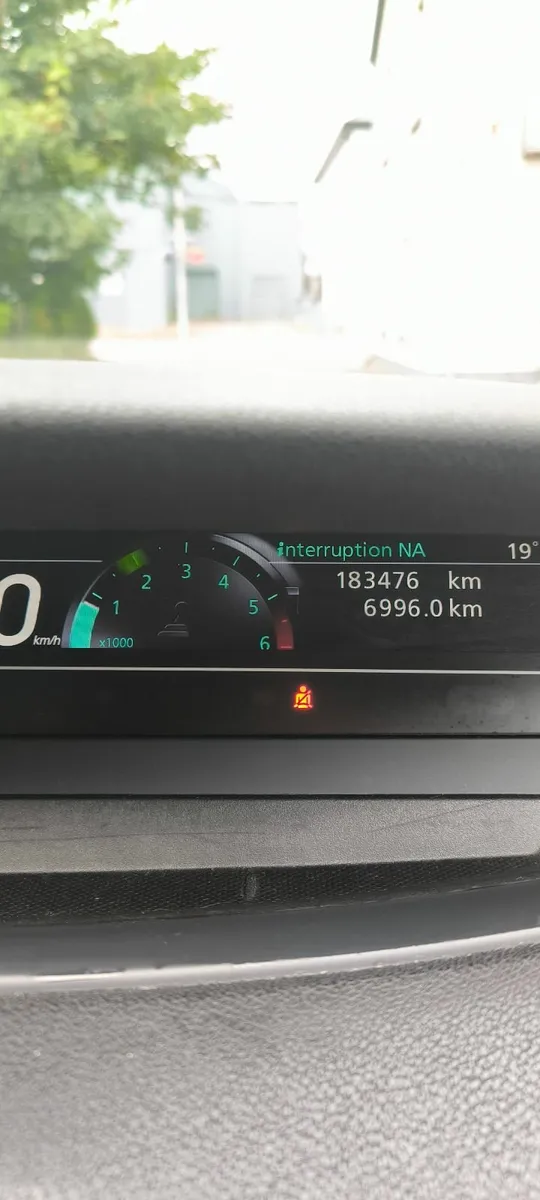 interruption NA
19°
183476 km
6996.0 km
0 km/h
1 2 3 4 5 6
x1000